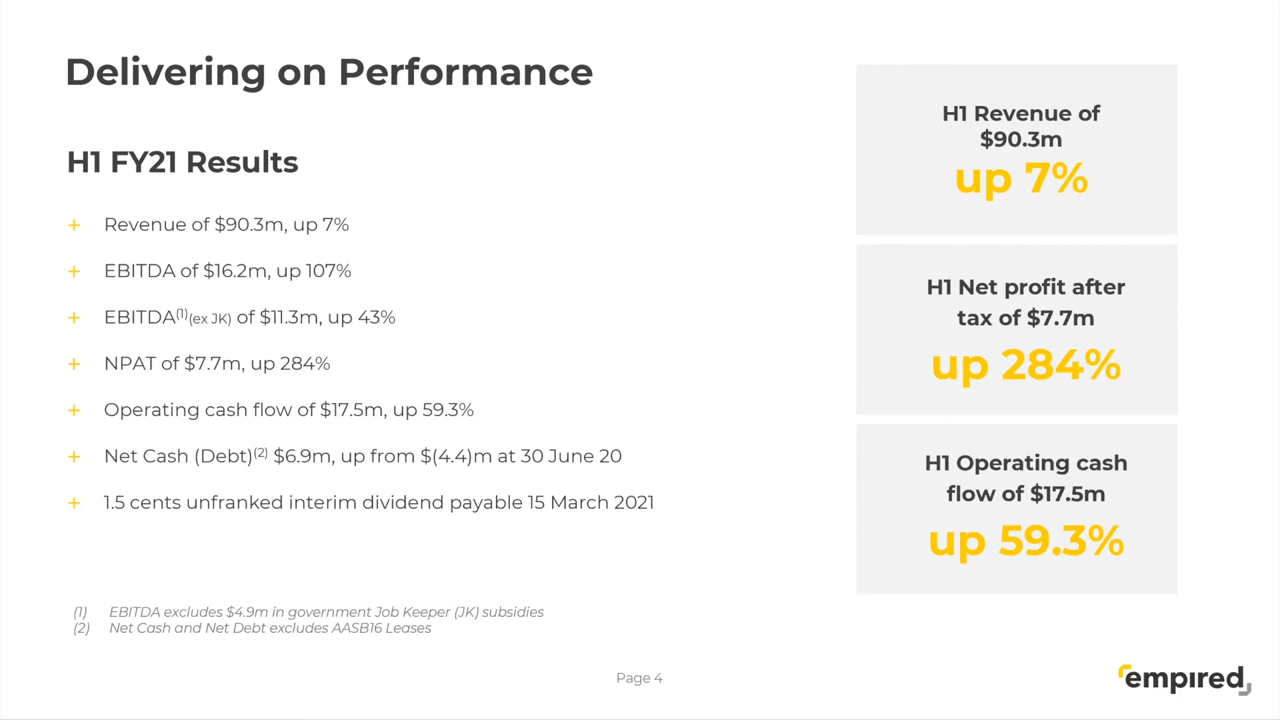 Delivering on Performance
H1 FY21 Results
+ Revenue of $90.3m, up 7%
+ EBITDA of $16.2m, up 107%
+ EBITDA(1)(ex JK) of $11.3m, up 43%
+ NPAT of $7.7m, up 284%
+ Operating cash flow of $17.5m, up 59.3%
+ Net Cash (Debt)(2) $6.9m, up from $(4.4)m at 30 June 20
+ 1.5 cents unfranked interim dividend payable 15 March 2021
(1) EBITDA excludes $4.9m in government Job Keeper (JK) subsidies
(2) Net Cash and Net Debt excludes AASB16 Leases
H1 Revenue of
$90.3m
up 7%
H1 Net profit after
tax of $7.7m
up 284%
H1 Operating cash
flow of $17.5m
up 59.3%
Page 4
empired